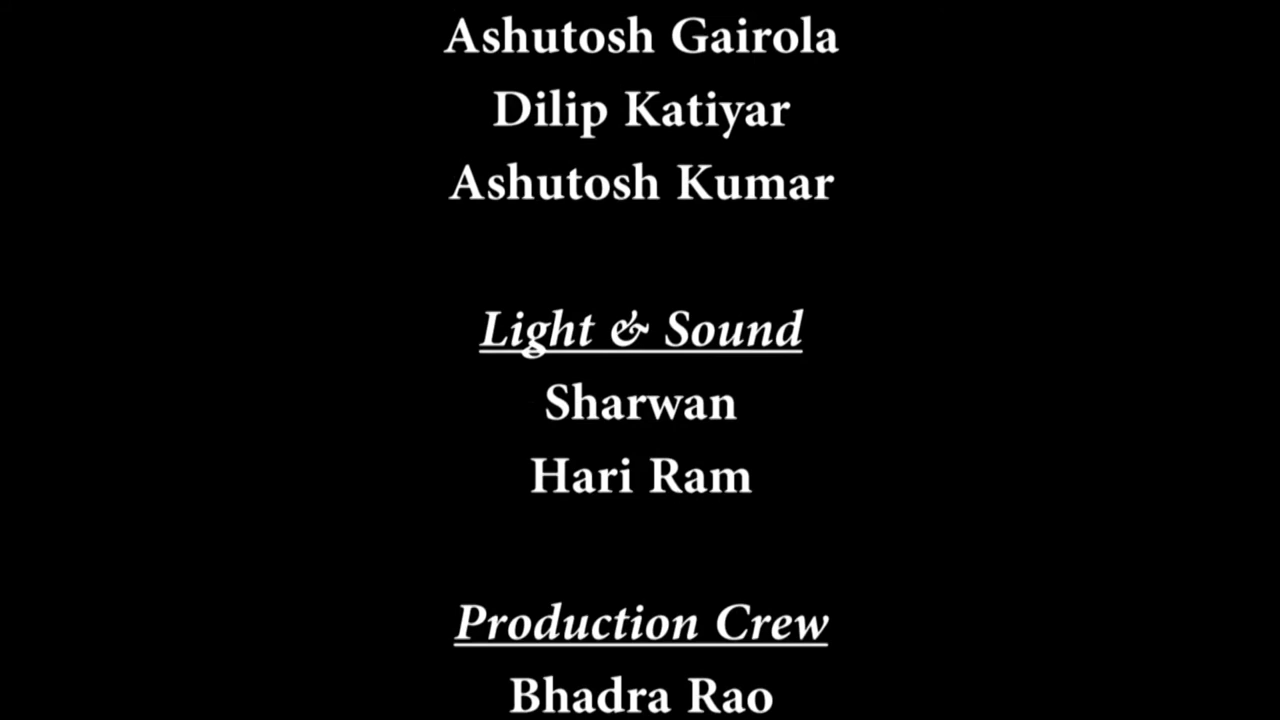 Ashutosh Gairola
Dilip Katiyar
Ashutosh Kumar
Light & Sound
Sharwan
Hari Ram
Production Crew
Bhadra Rao